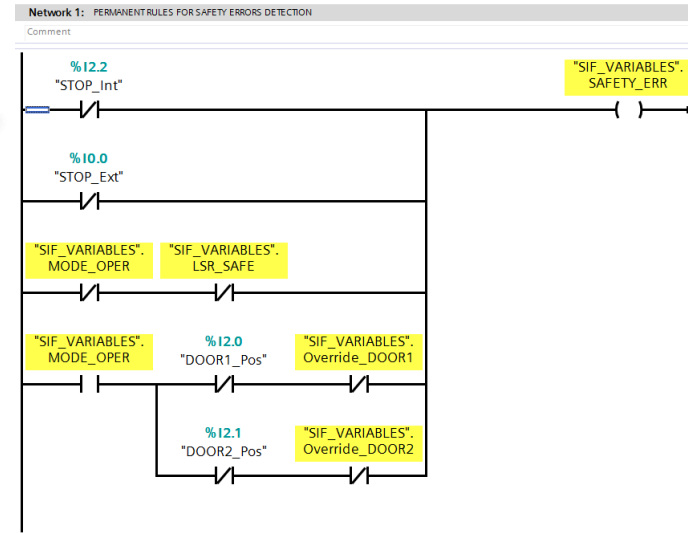 Network 1: PERMANENT RULES FOR SAFETY ERRORS DETECTION
Comment
%I2.2
"STOP_Int"
"SIF_VARIABLES".
SAFETY_ERR
%I0.0
"STOP_Ext"
"SIF_VARIABLES".
MODE_OPER
"SIF_VARIABLES".
LSR_SAFE
"SIF_VARIABLES".
MODE_OPER
%I2.0
"DOOR1_Pos"
"SIF_VARIABLES".
Override_DOOR1
%I2.1
"DOOR2_Pos"
"SIF_VARIABLES".
Override_DOOR2